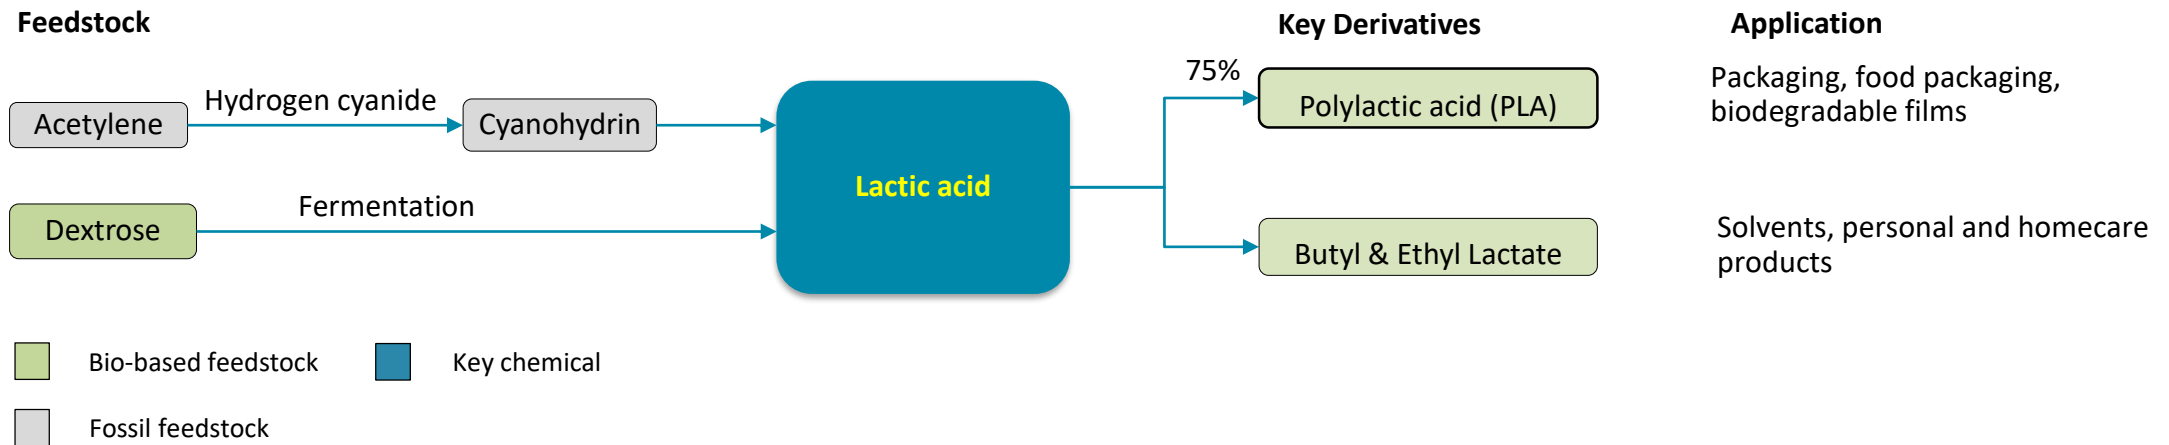 Feedstock
Key Derivatives
Application
Acetylene
Hydrogen cyanide
Cyanohydrin
Lactic acid
75%
Polylactic acid (PLA)
Packaging, food packaging,
biodegradable films
Dextrose
Fermentation
Butyl & Ethyl Lactate
Solvents, personal and homecare
products
Bio-based feedstock
Key chemical
Fossil feedstock